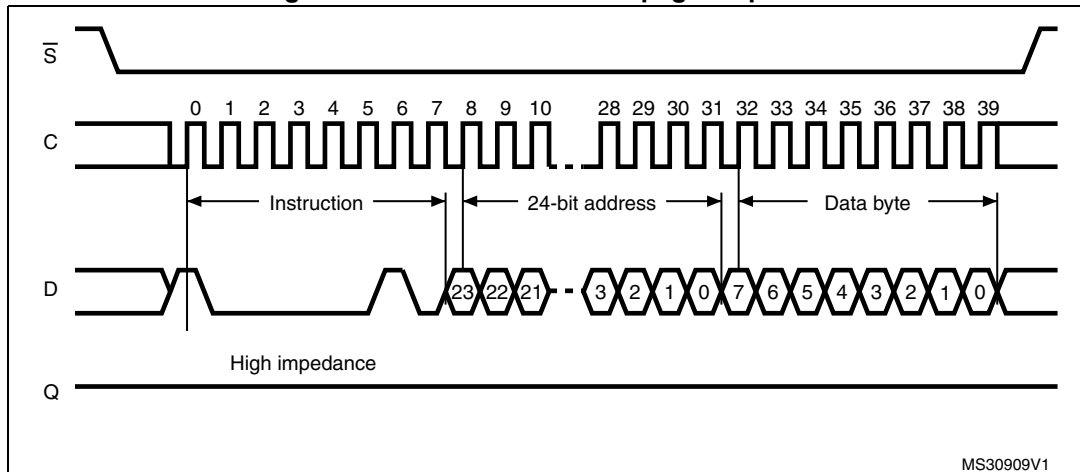 S
0 1 2 3 4 5 6 7 8 9 10 28 29 30 31 32 33 34 35 36 37 38 39
C
Instruction 24-bit address Data byte
D 23 22 21 3 2 1 0 7 6 5 4 3 2 1 0
High impedance
Q
MS30909V1